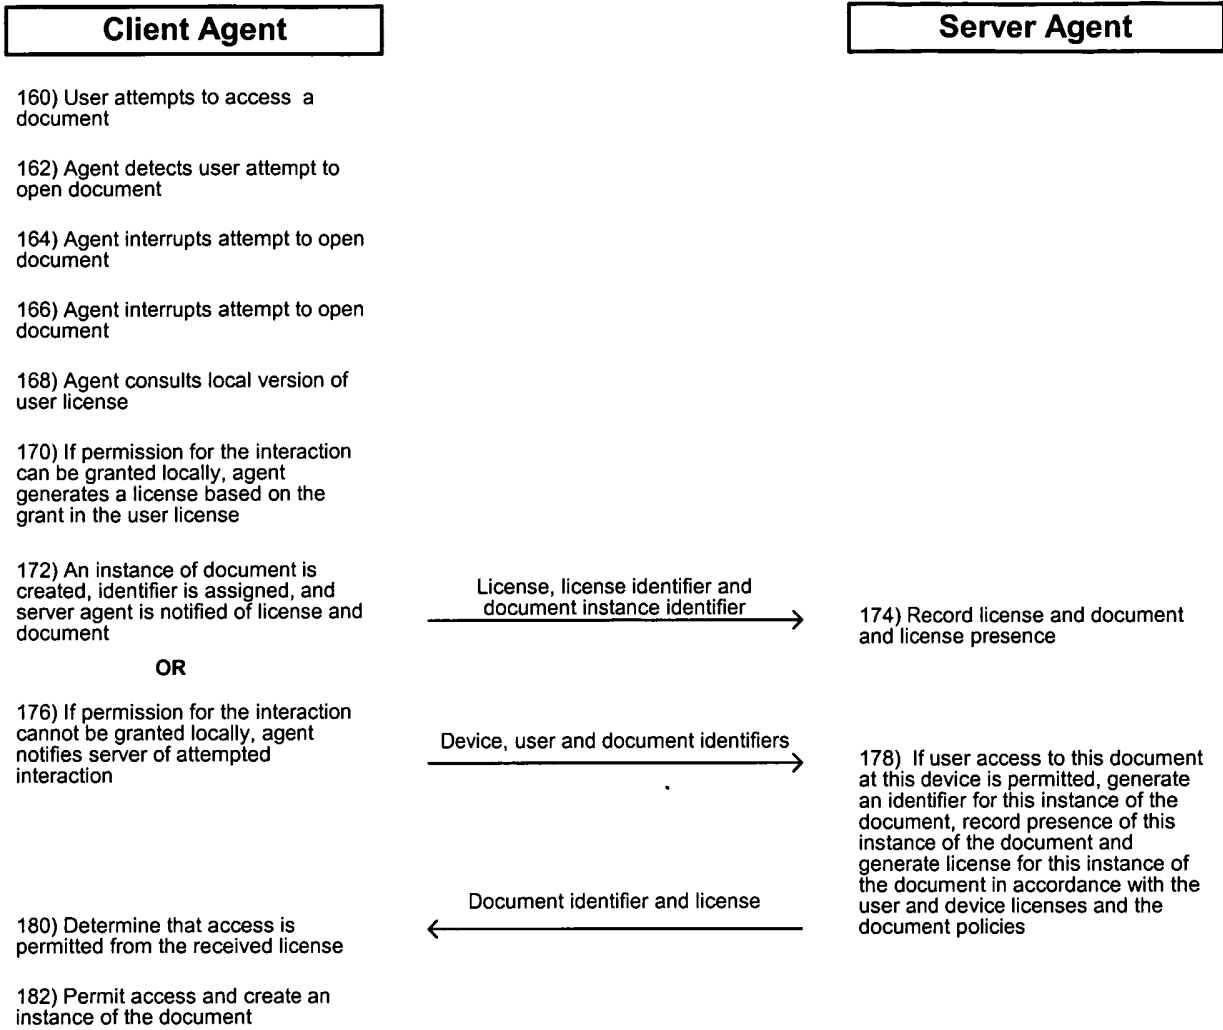 Client Agent
Server Agent
160) User attempts to access a
document
162) Agent detects user attempt to
open document
164) Agent interrupts attempt to open
document
166) Agent interrupts attempt to open
document
168) Agent consults local version of
user license
170) If permission for the interaction
can be granted locally, agent
generates a license based on the
grant in the user license
172) An instance of document is
created, identifier is assigned, and
server agent is notified of license and
document
License, license identifier and
document instance identifier
174) Record license and document
and license presence
OR
176) If permission for the interaction
cannot be granted locally, agent
notifies server of attempted
interaction
Device, user and document identifiers
178) If user access to this document
at this device is permitted, generate
an identifier for this instance of the
document, record presence of this
instance of the document and
generate license for this instance of
the document in accordance with the
user and device licenses and the
document policies
Document identifier and license
180) Determine that access is
permitted from the received license
182) Permit access and create an
instance of the document